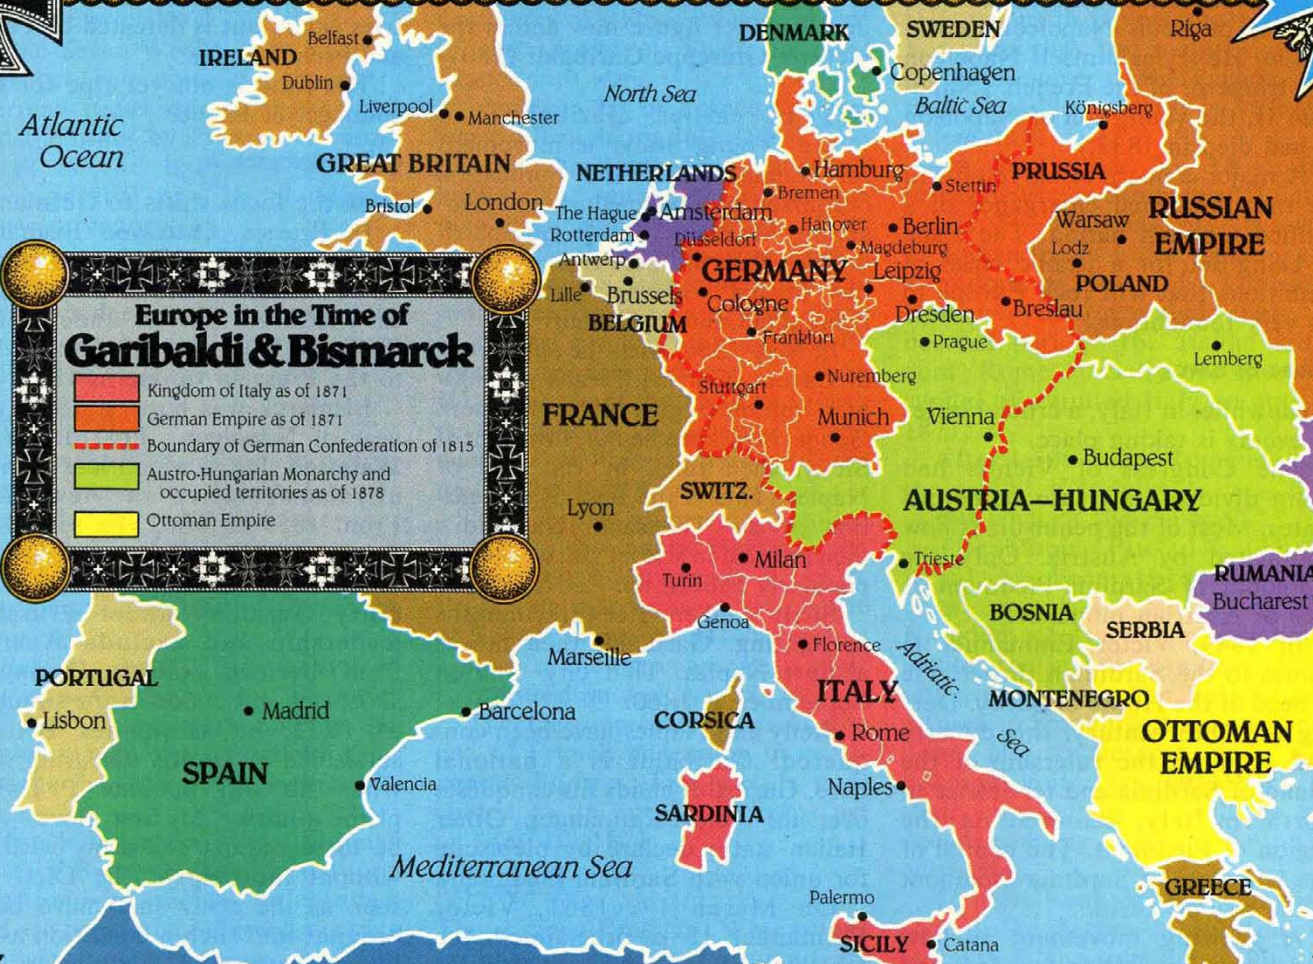 Riga
DENMARK
SWEDEN
Belfast
IRELAND
Copenhagen
Dublin
North Sea
Baltic Sea
Liverpool
Königsberg
Manchester
Atlantic
Ocean
GREAT BRITAIN
Hamburg
PRUSSIA
NETHERLANDS
Stettin
Bremen
Bristol
London
The Hague
Amsterdam
Warsaw
RUSSIAN
EMPIRE
Rotterdam
Hanover
Berlin
Düsseldorf
Magdeburg
Lodz
Antwerp
GERMANY
Leipzig
POLAND
Lille
Brussels
Cologne
Dresden
Breslau
BELGIUM
Frankfurt
Prague
Lemberg
Europe in the Time of
Garibaldi & Bismarck
Kingdom of Italy as of 1871
German Empire as of 1871
Boundary of German Confederation of 1815
Austro-Hungarian Monarchy and
occupied territories as of 1878
Ottoman Empire
Stuttgart
Nuremberg
FRANCE
Munich
Vienna
Budapest
SWITZ.
AUSTRIA—HUNGARY
Lyon
Milan
Trieste
Turin
RUMANIA
Bucharest
Genoa
BOSNIA
SERBIA
Florence
Marseille
Adriatic
Sea
PORTUGAL
ITALY
MONTENEGRO
Lisbon
Madrid
Barcelona
CORSICA
Rome
OTTOMAN
EMPIRE
SPAIN
Valencia
Naples
SARDINIA
Mediterranean Sea
GREECE
Palermo
SICILY
Catana